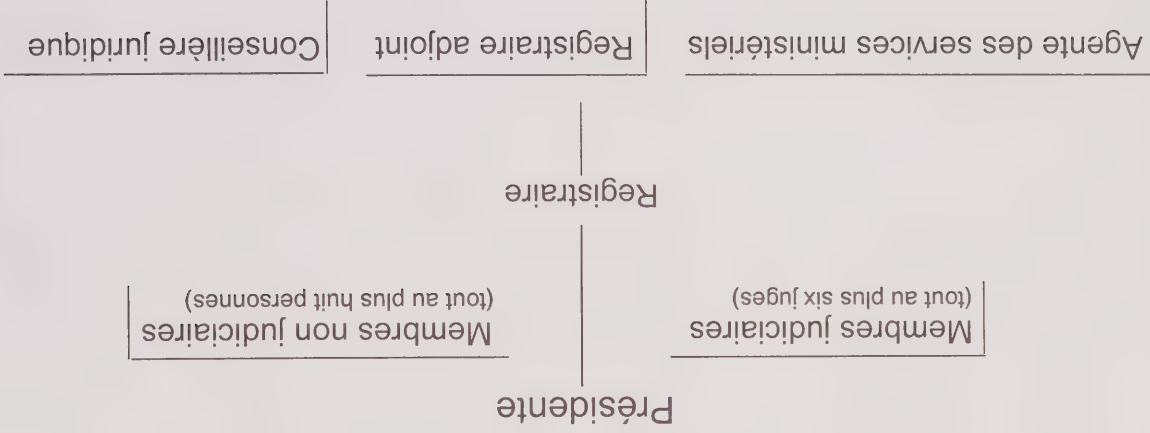 Présidente
Membres judiciaires
(tout au plus six juges)
Membres non judiciaires
(tout au plus huit personnes)
Registraire
Agente des services ministériels
Registraire adjoint
Conseillère juridique